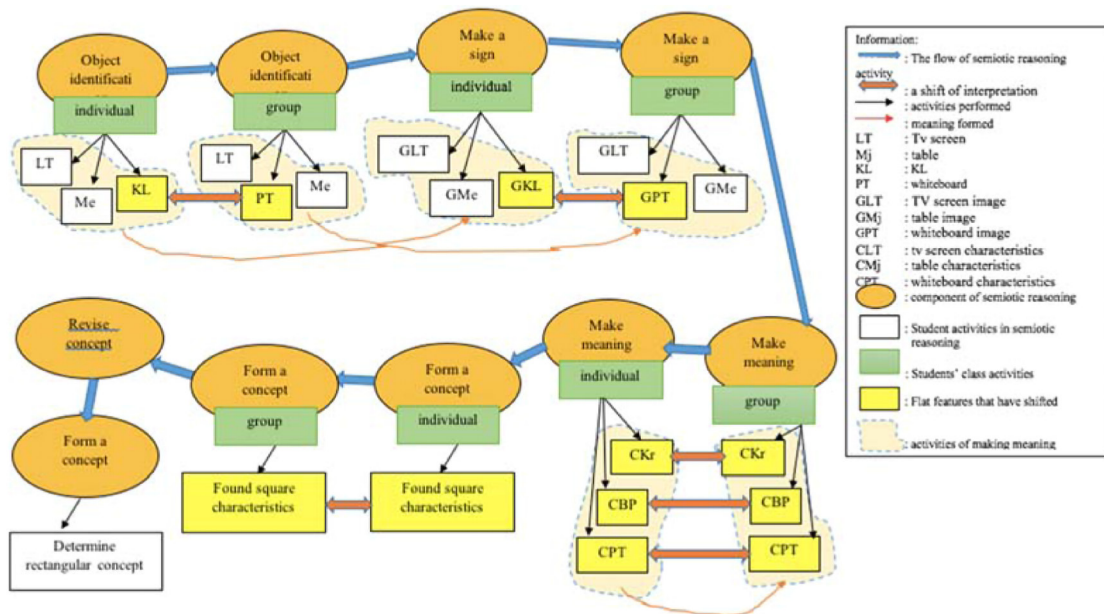 Object
identificati
individual
LT
Me
KL
Object
identificati
group
LT
PT
Me
Make a
sign
individual
GLT
GMe
GKL
Make a
sign
group
GLT
GPT
GMe
Revise
concept
Form a
concept
Determine
rectangular concept
Form a
concept
group
Found square
characteristics
Form a
concept
individual
Found square
characteristics
Make
meaning
individual
CKr
CBP
CPT
Make
meaning
group
CKr
CBP
CPT
Information:
: The flow of semiotic reasoning
activity
: a shift of interpretation
: activities performed
: meaning formed
LT : Tv screen
Mj : table
KL : KL
PT : whiteboard
GLT : TV screen image
GMj : table image
GPT : whiteboard image
CLT : tv screen characteristics
CMj : table characteristics
CPT : whiteboard characteristics
: component of semiotic reasoning
: Student activities in semiotic
reasoning
: Students' class activities
: Flat features that have shifted
: activities of making meaning